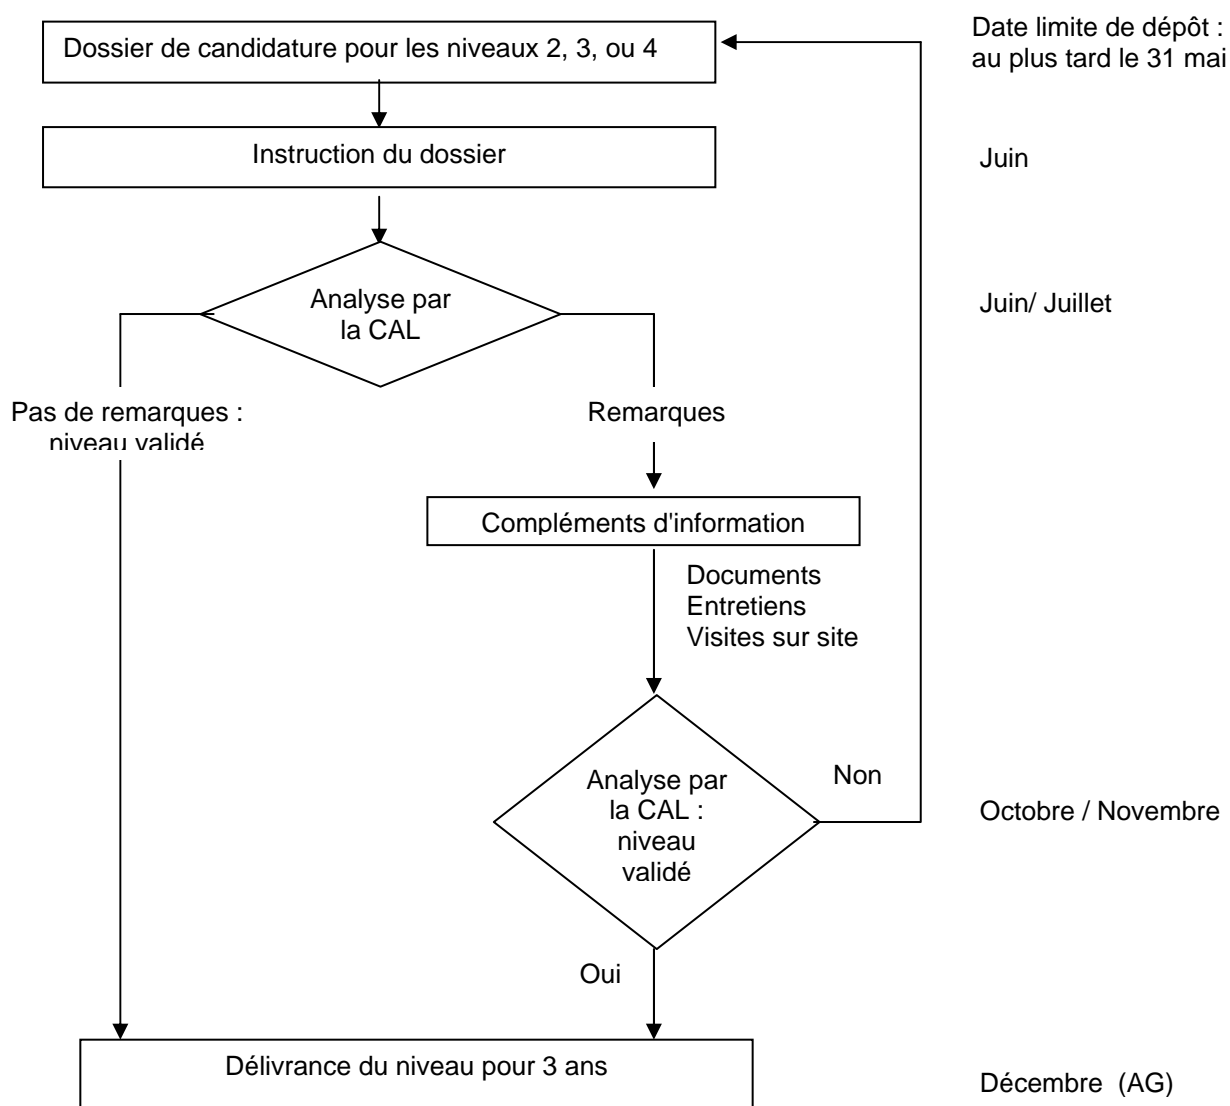 Dossier de candidature pour les niveaux 2, 3, ou 4
Date limite de dépôt :
au plus tard le 31 mai
Instruction du dossier
Juin
Analyse par
la CAL
Juin/ Juillet
Pas de remarques :
niveau validé
Remarques
Compléments d'information
Documents
Entretiens
Visites sur site
Analyse par
la CAL :
niveau
validé
Non
Octobre / Novembre
Oui
Délivrance du niveau pour 3 ans
Décembre (AG)